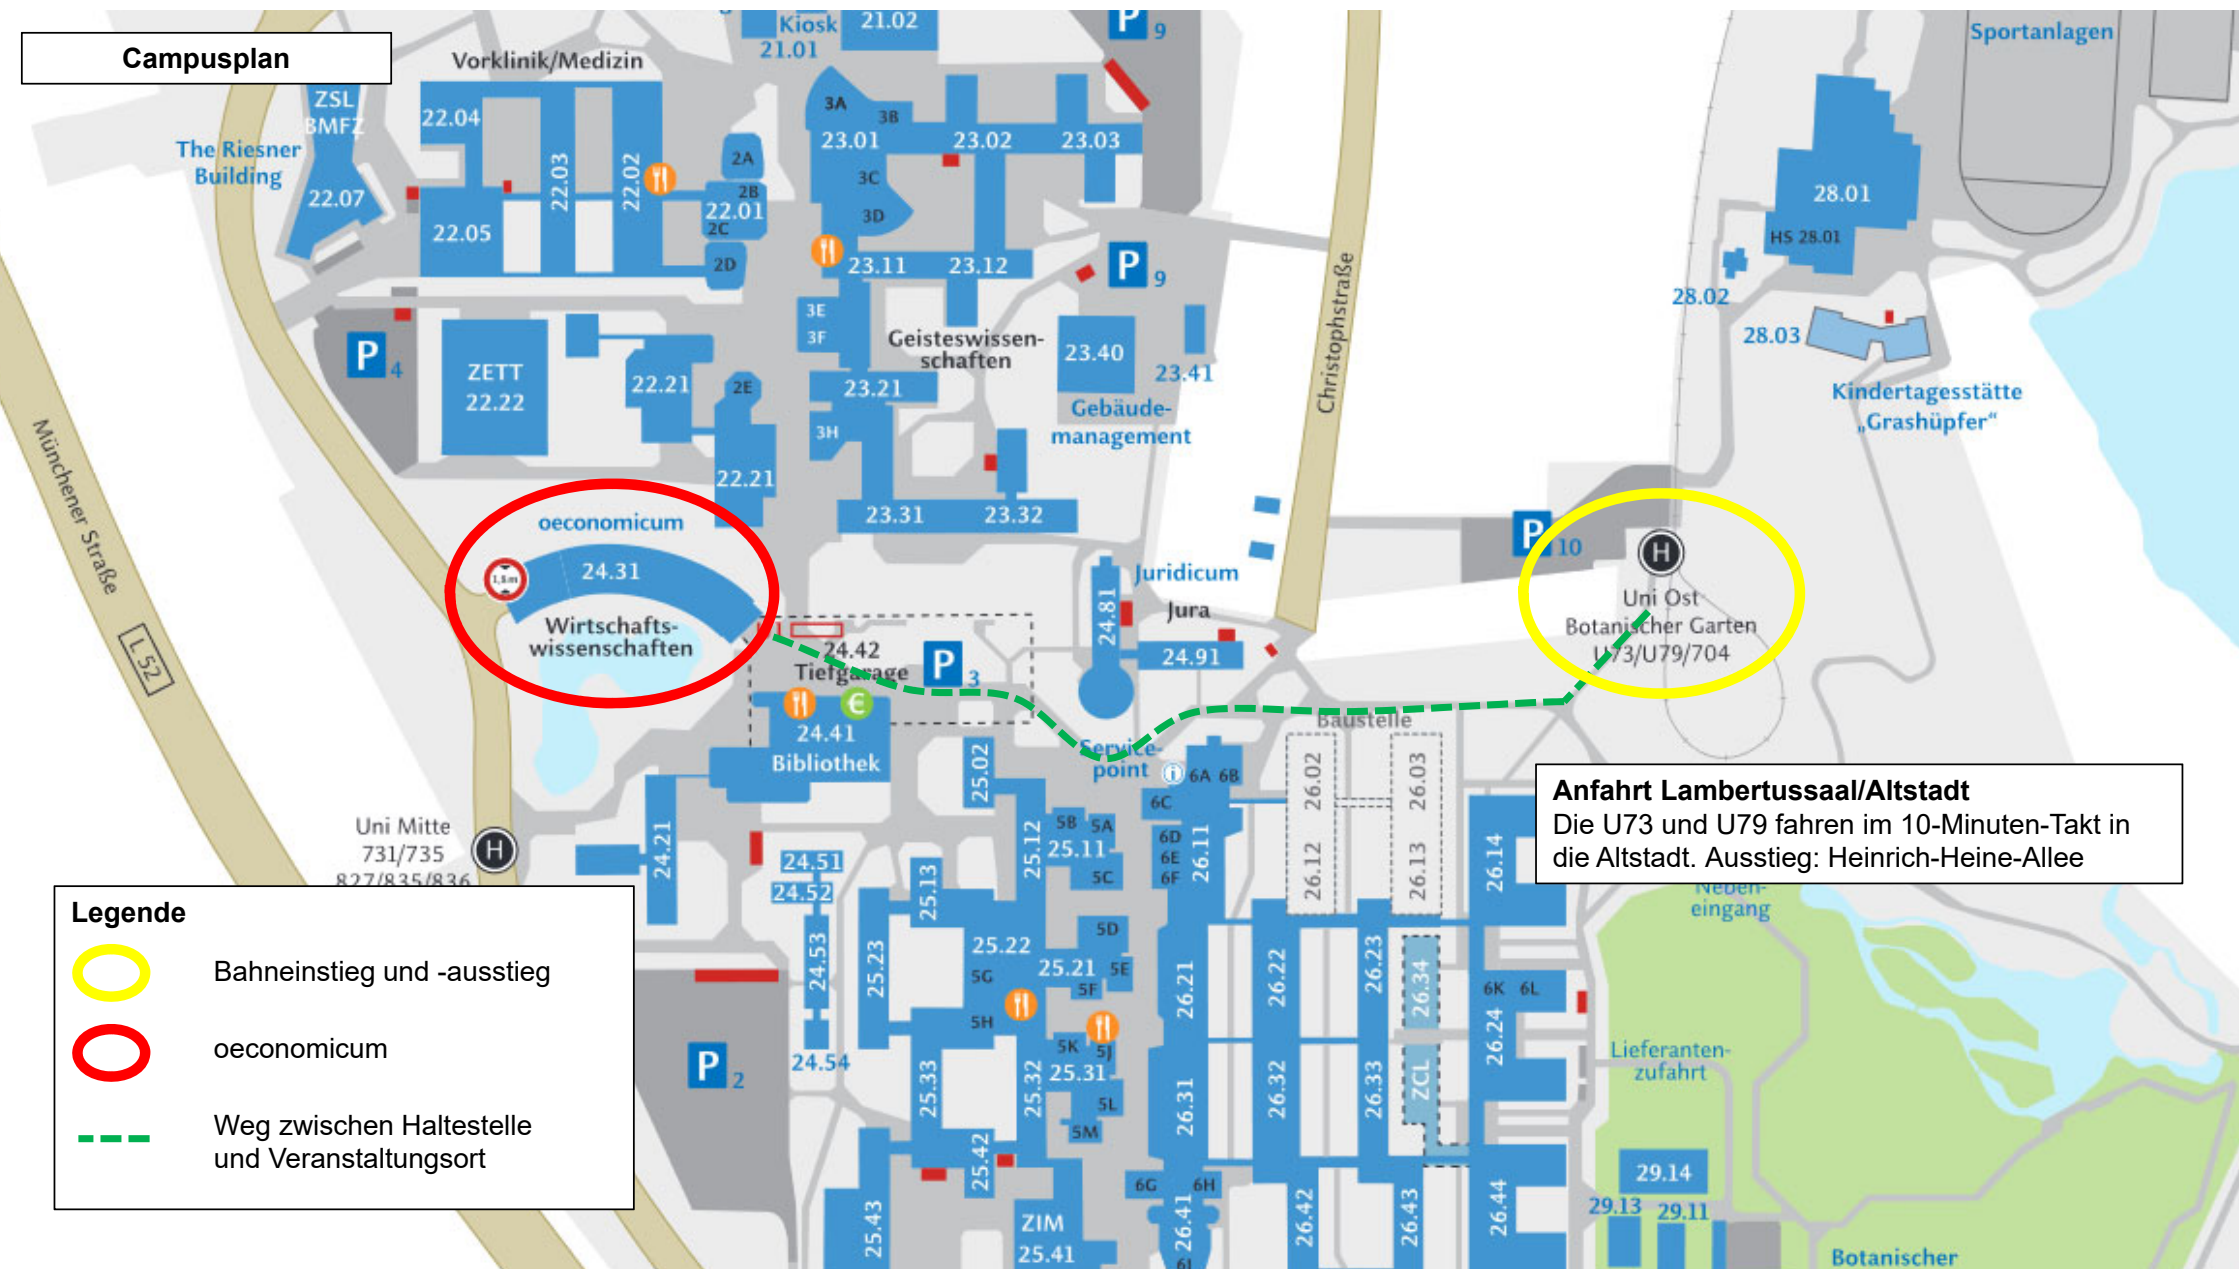 Campusplan
Vorklinik/Medizin
Kiosk
21.01
21.02
P 9
Sportanlagen
ZSL
BMFZ
The Riesner
Building
22.07
22.04
22.05
22.03
22.02
2A
2B
22.01
2C
2D
3A
3B
23.01
23.02
23.03
3C
3D
23.11
23.12
P 9
3E
3F
Geisteswissen-
schaften
23.40
23.41
Gebäude-
management
Christophstraße
28.01
HS 28.01
28.02
28.03
Kindertagesstätte
„Grashüpfer“
P 4
ZETT
22.22
22.21
2E
22.21
23.21
3H
23.31
23.32
Münchener Straße
L 52
oeconomicum
1,8m
24.31
Wirtschafts-
wissenschaften
24.42
Tiefgarage
P 3
24.41
Bibliothek
24.81
Juridicum
Jura
24.91
P 10
H
Uni Ost
Botanischer Garten
U73/U79/704
Baustelle
Service-
point
i
6A 6B
6C
6D
6E
6F
26.11
26.02
26.03
26.12
26.13
26.14
Anfahrt Lambertussaal/Altstadt
Die U73 und U79 fahren im 10-Minuten-Takt in
die Altstadt. Ausstieg: Heinrich-Heine-Allee
Neben-
eingang
Uni Mitte
731/735
827/835/836
H
24.21
24.51
24.52
24.53
24.54
25.02
25.12
5B
5A
25.11
5C
25.13
25.23
25.22
5G
5H
5D
25.21
5E
5F
5K
5J
25.31
5L
5M
25.33
25.32
25.42
25.43
ZIM
25.41
P 2
26.21
26.22
26.23
26.34
6K 6L
26.24
26.31
26.32
26.33
ZCL
6G
6H
26.41
26.42
26.43
26.44
Lieferanten-
zufahrt
29.14
29.13
29.11
Botanischer
Legende
Bahneinstieg und -ausstieg
oeconomicum
Weg zwischen Haltestelle
und Veranstaltungsort